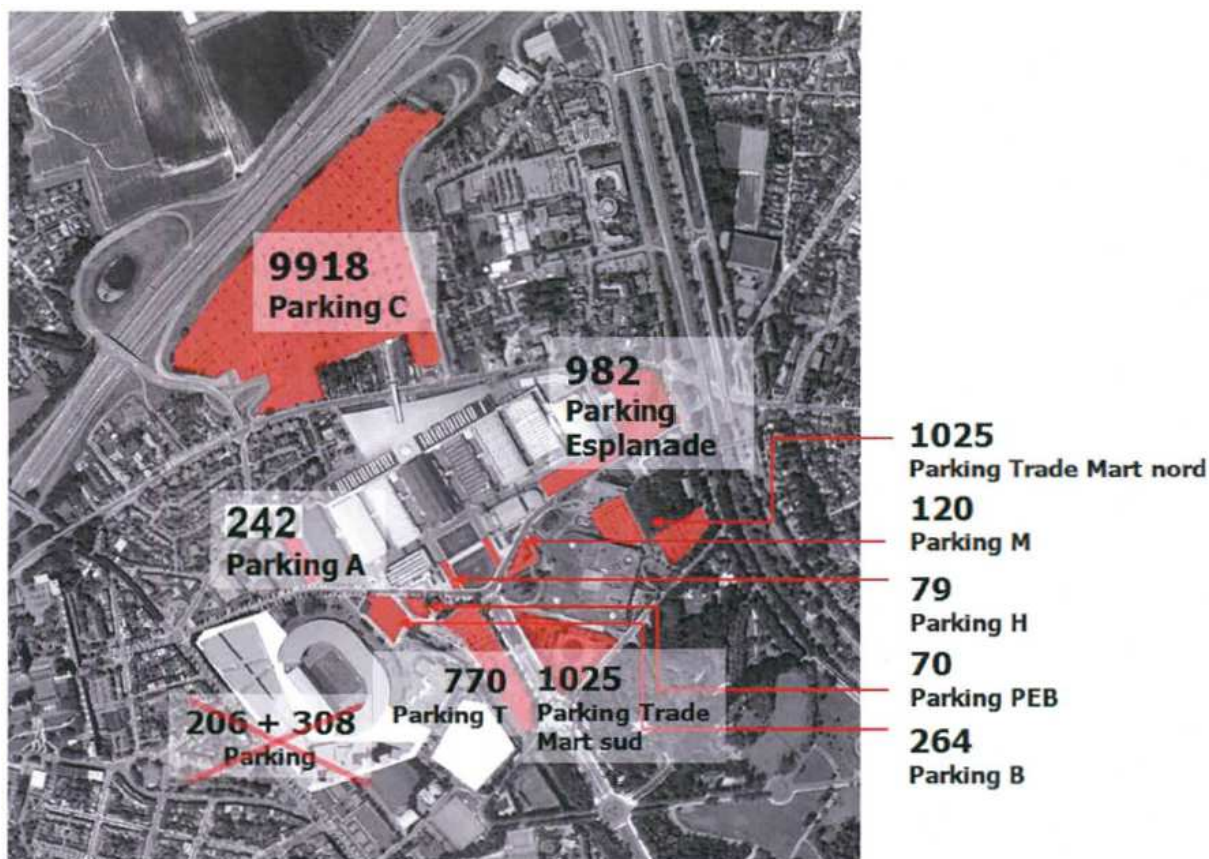 9918
Parking C
982
Parking
Esplanade
242
Parking A
206 + 308
Parking
770
Parking T
1025
Parking Trade
Mart sud
1025
Parking Trade Mart nord
120
Parking M
79
Parking H
70
Parking PEB
264
Parking B